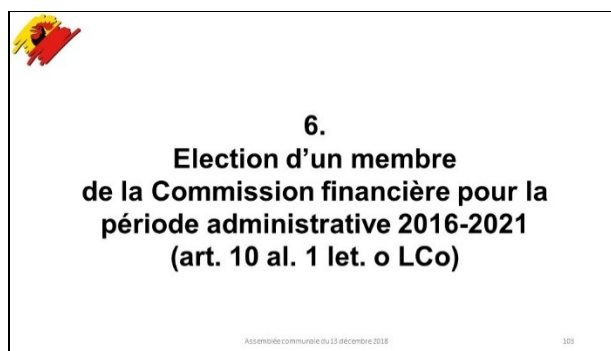 6.
Election d’un membre
de la Commission financière pour la
période administrative 2016-2021
(art. 10 al. 1 let. o LCo)
Assemblée communale du 13 décembre 2018 103